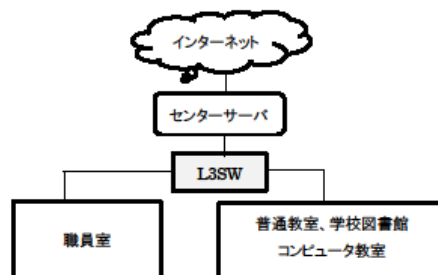 インターネット
センターサーバ
L3SW
職員室
普通教室、学校図書館
コンピュータ教室